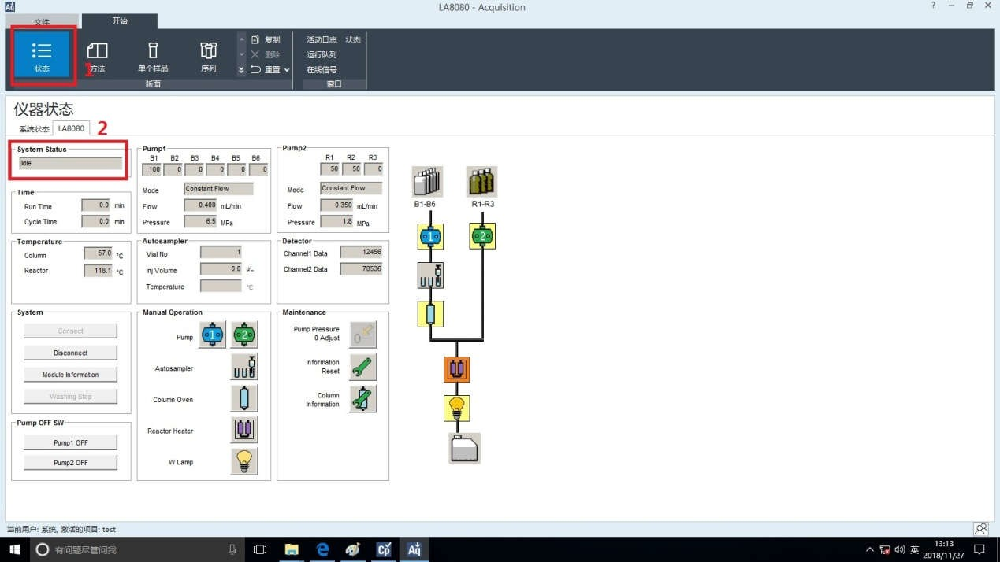 Aq
LA8080 - Acquisition
?
文件
开始
状态
1
方法
单个样品
序列
复制
删除
重置
版面
活动日志
状态
运行队列
在线信号
窗口
仪器状态
系统状态
LA8080
2
System Status
Idle
Time
Run Time 0.0 min
Cycle Time 0.0 min
Temperature
Column 57.0 °C
Reactor 118.1 °C
System
Connect
Disconnect
Module Information
Washing Stop
Pump OFF SW
Pump1 OFF
Pump2 OFF
Pump1
B1 B2 B3 B4 B5 B6
100 0 0 0 0 0
Mode Constant Flow
Flow 0.400 mL/min
Pressure 6.5 MPa
Autosampler
Vial No 1
Inj Volume 0.0 µL
Temperature °C
Manual Operation
Pump 1 2
Autosampler
Column Oven
Reactor Heater
W Lamp
Pump2
R1 R2 R3
50 50 0
Mode Constant Flow
Flow 0.350 mL/min
Pressure 1.8 MPa
Detector
Channel1 Data 12456
Channel2 Data 78536
Maintenance
Pump Pressure
0 Adjust
0
Information
Reset
Column
Information
B1-B6 R1-R3
1 2
当前用户: 系统, 激活的项目: test
有问题尽管问我
Cp
Aq
英
13:13
2018/11/27